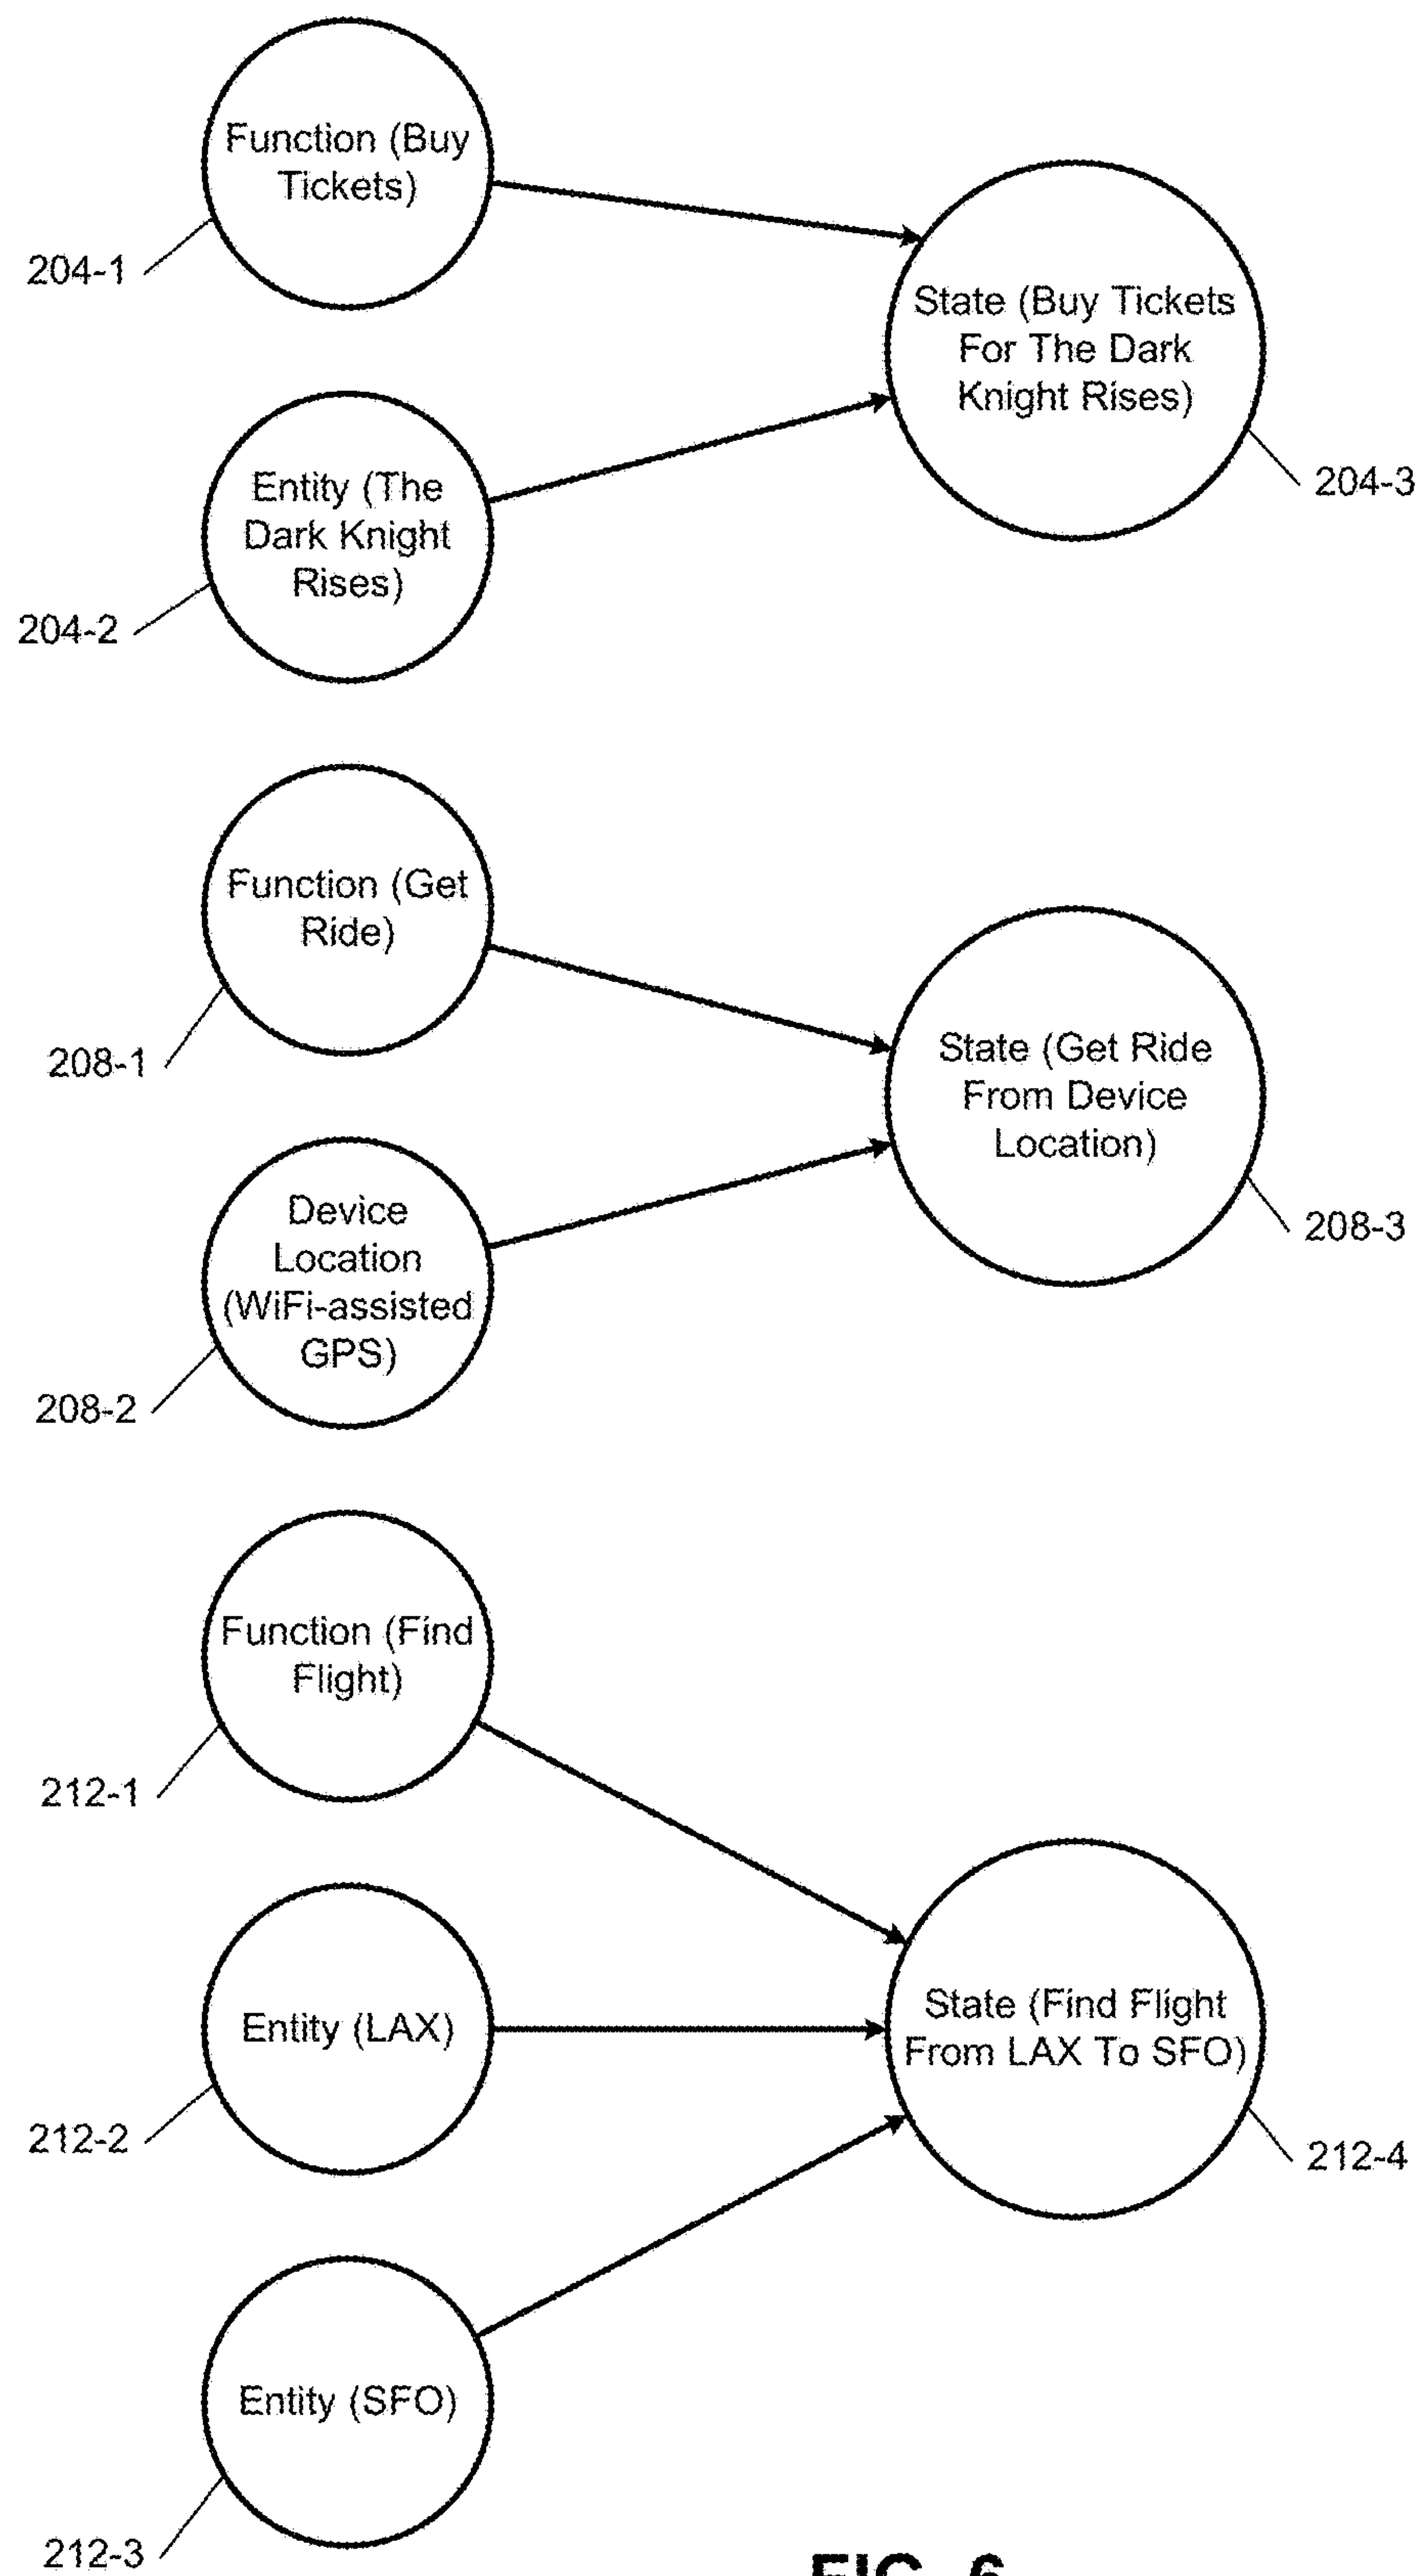 Function (Buy
Tickets)
204-1
State (Buy Tickets
For The Dark
Knight Rises)
204-3
Entity (The
Dark Knight
Rises)
204-2
Function (Get
Ride)
208-1
State (Get Ride
From Device
Location)
208-3
Device
Location
(WiFi-assisted
GPS)
208-2
Function (Find
Flight)
212-1
Entity (LAX)
212-2
State (Find Flight
From LAX To SFO)
212-4
Entity (SFO)
212-3
FIG. 6